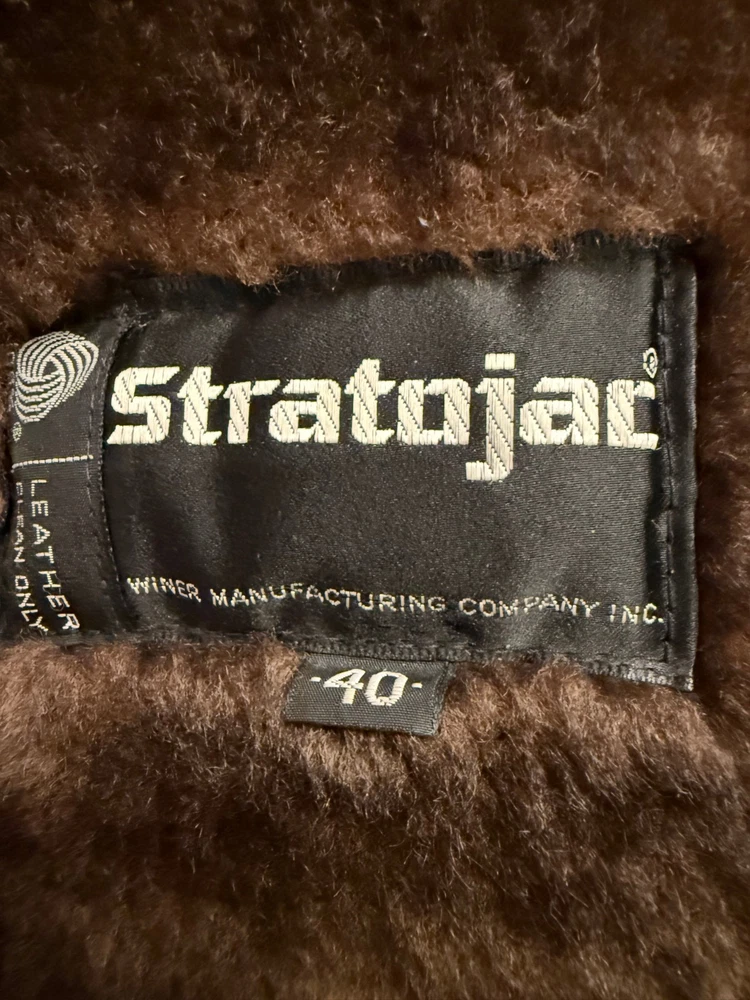 Stratojac®
WINER MANUFACTURING COMPANY INC.
-40-
®
LEATHER
CLEAN ONLY